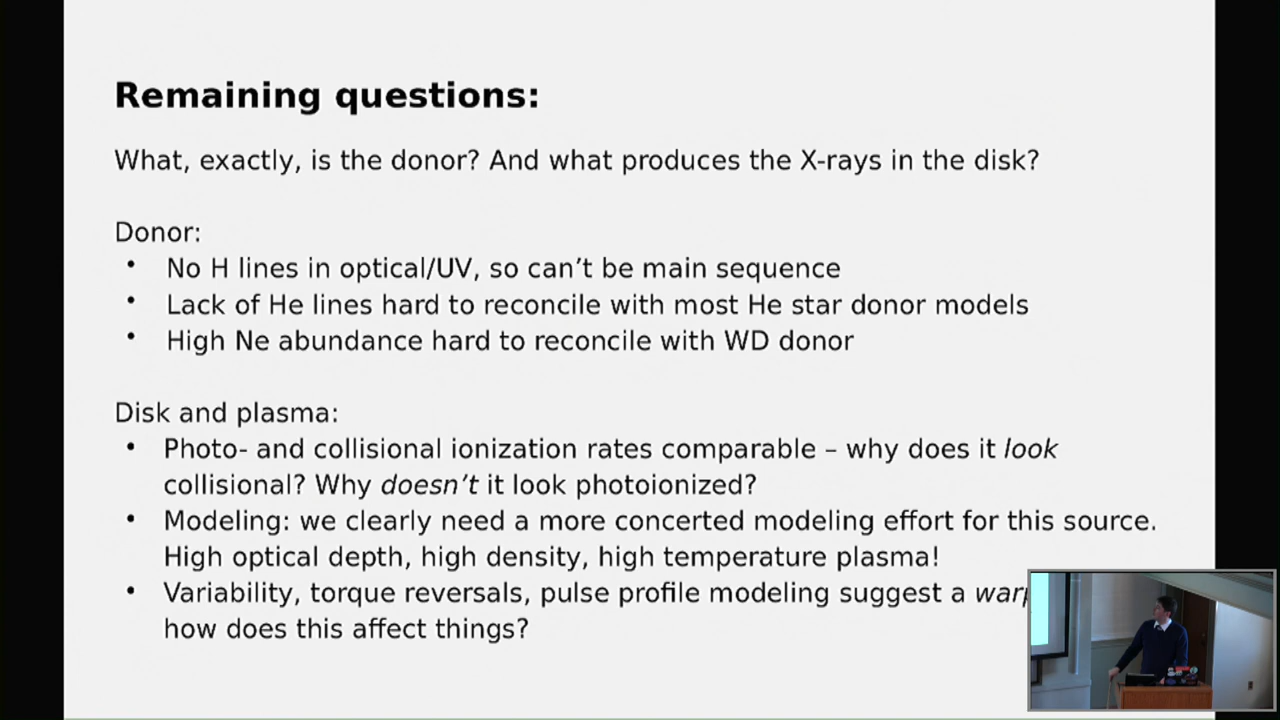 Remaining questions:
What, exactly, is the donor? And what produces the X-rays in the disk?
Donor:
• No H lines in optical/UV, so can’t be main sequence
• Lack of He lines hard to reconcile with most He star donor models
• High Ne abundance hard to reconcile with WD donor
Disk and plasma:
• Photo- and collisional ionization rates comparable – why does it look
collisional? Why doesn’t it look photoionized?
• Modeling: we clearly need a more concerted modeling effort for this source.
High optical depth, high density, high temperature plasma!
• Variability, torque reversals, pulse profile modeling suggest a
how does this affect things?